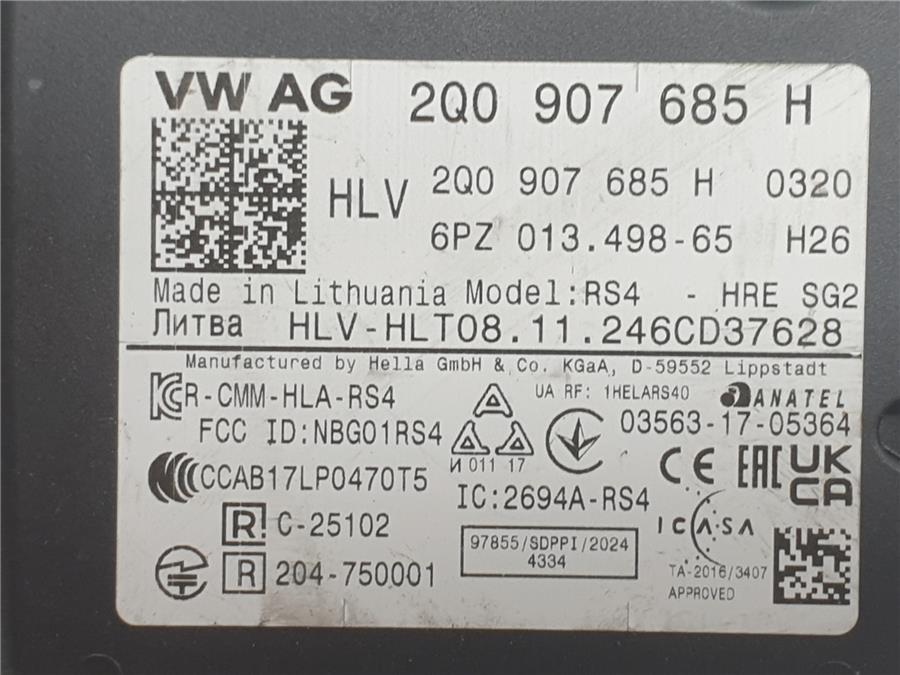 VW AG 2Q0 907 685 H
HLV 2Q0 907 685 H 0320
6PZ 013.498-65 H26
Made in Lithuania Model:RS4 - HRE SG2
Литва HLV-HLT08.11.246CD37628
Manufactured by Hella GmbH & Co. KGaA, D-59552 Lippstadt
R-CMM-HLA-RS4
UA RF: 1HELARS40
ANATEL
FCC ID:NBG01RS4
03563-17-05364
И 011 17
CE EAC UK CA
CCAB17LP0470T5
IC:2694A-RS4
R! C-25102
ICASA
97855/SDPPI/2024
4334
R 204-750001
TA-2016/3407
APPROVED